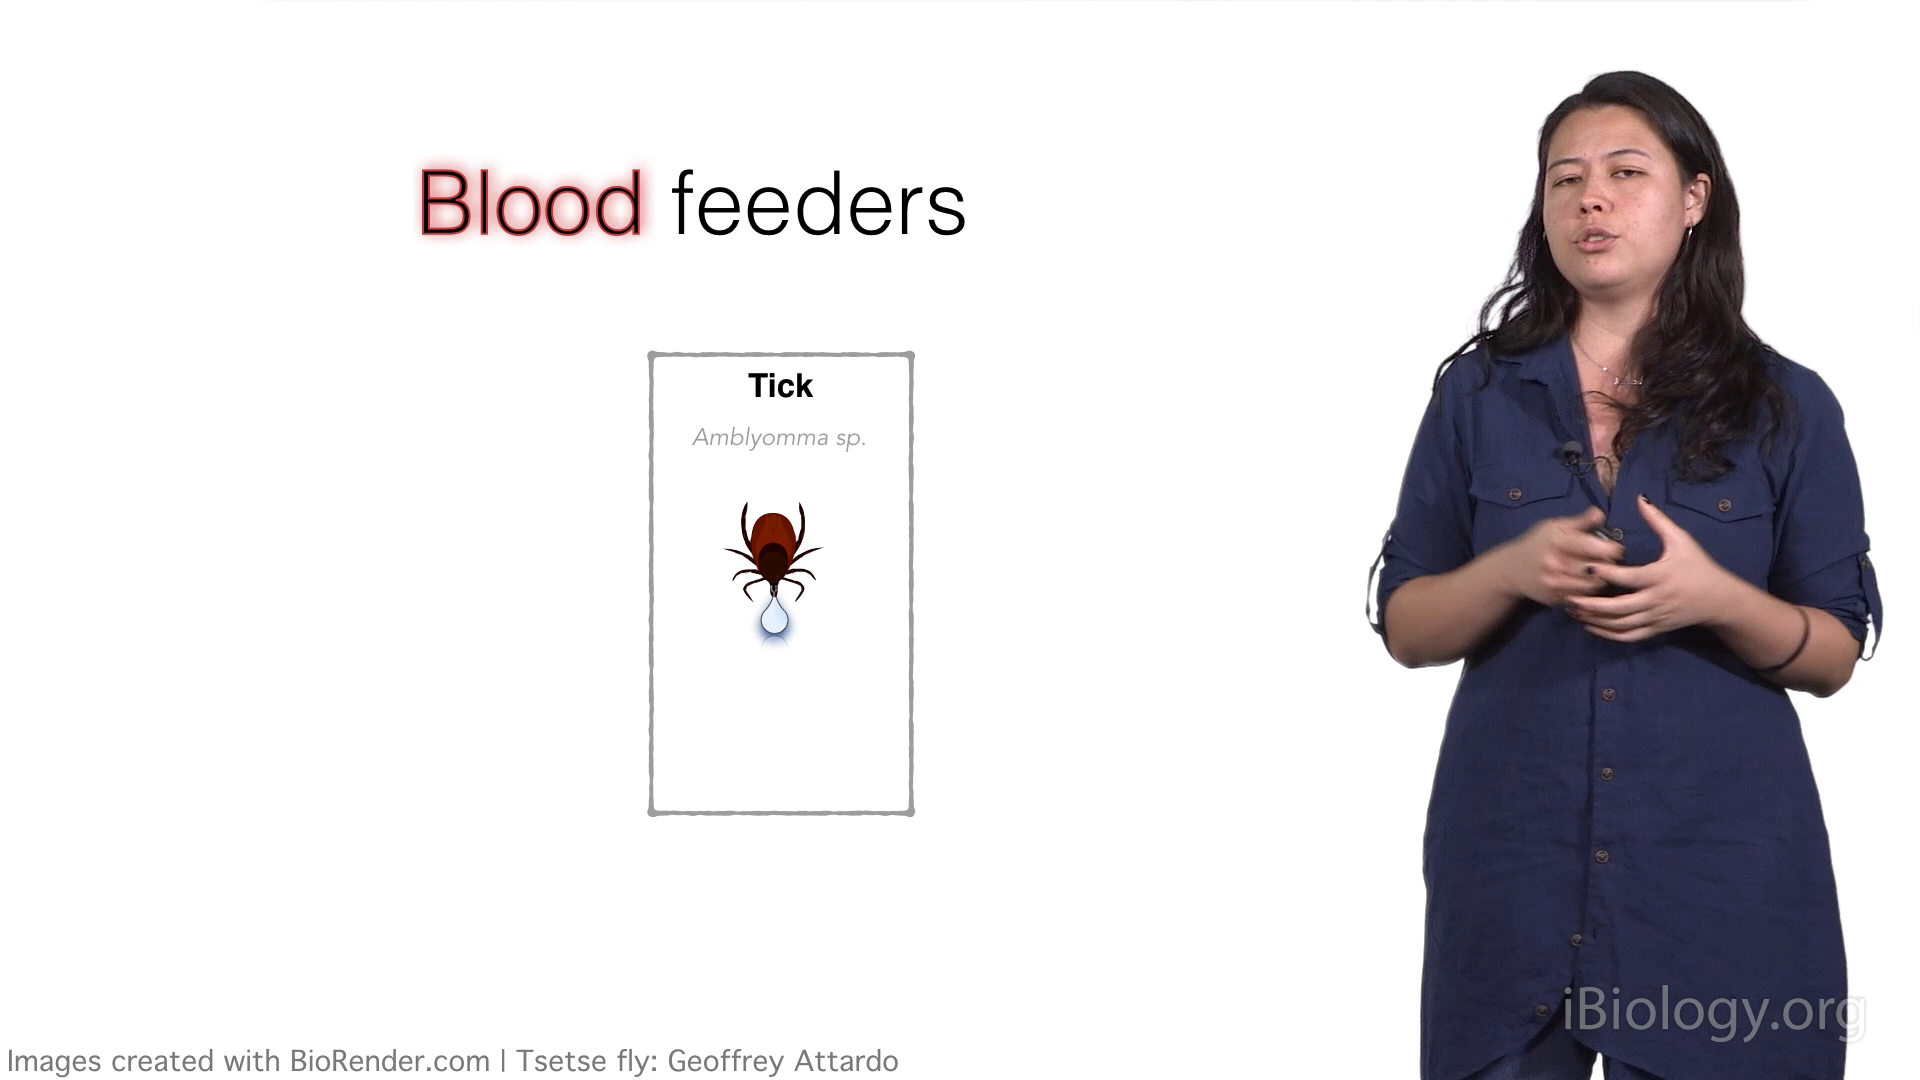 Blood feeders
Tick
Amblyomma sp.
iBiology.org
Images created with BioRender.com | Tsetse fly: Geoffrey Attardo